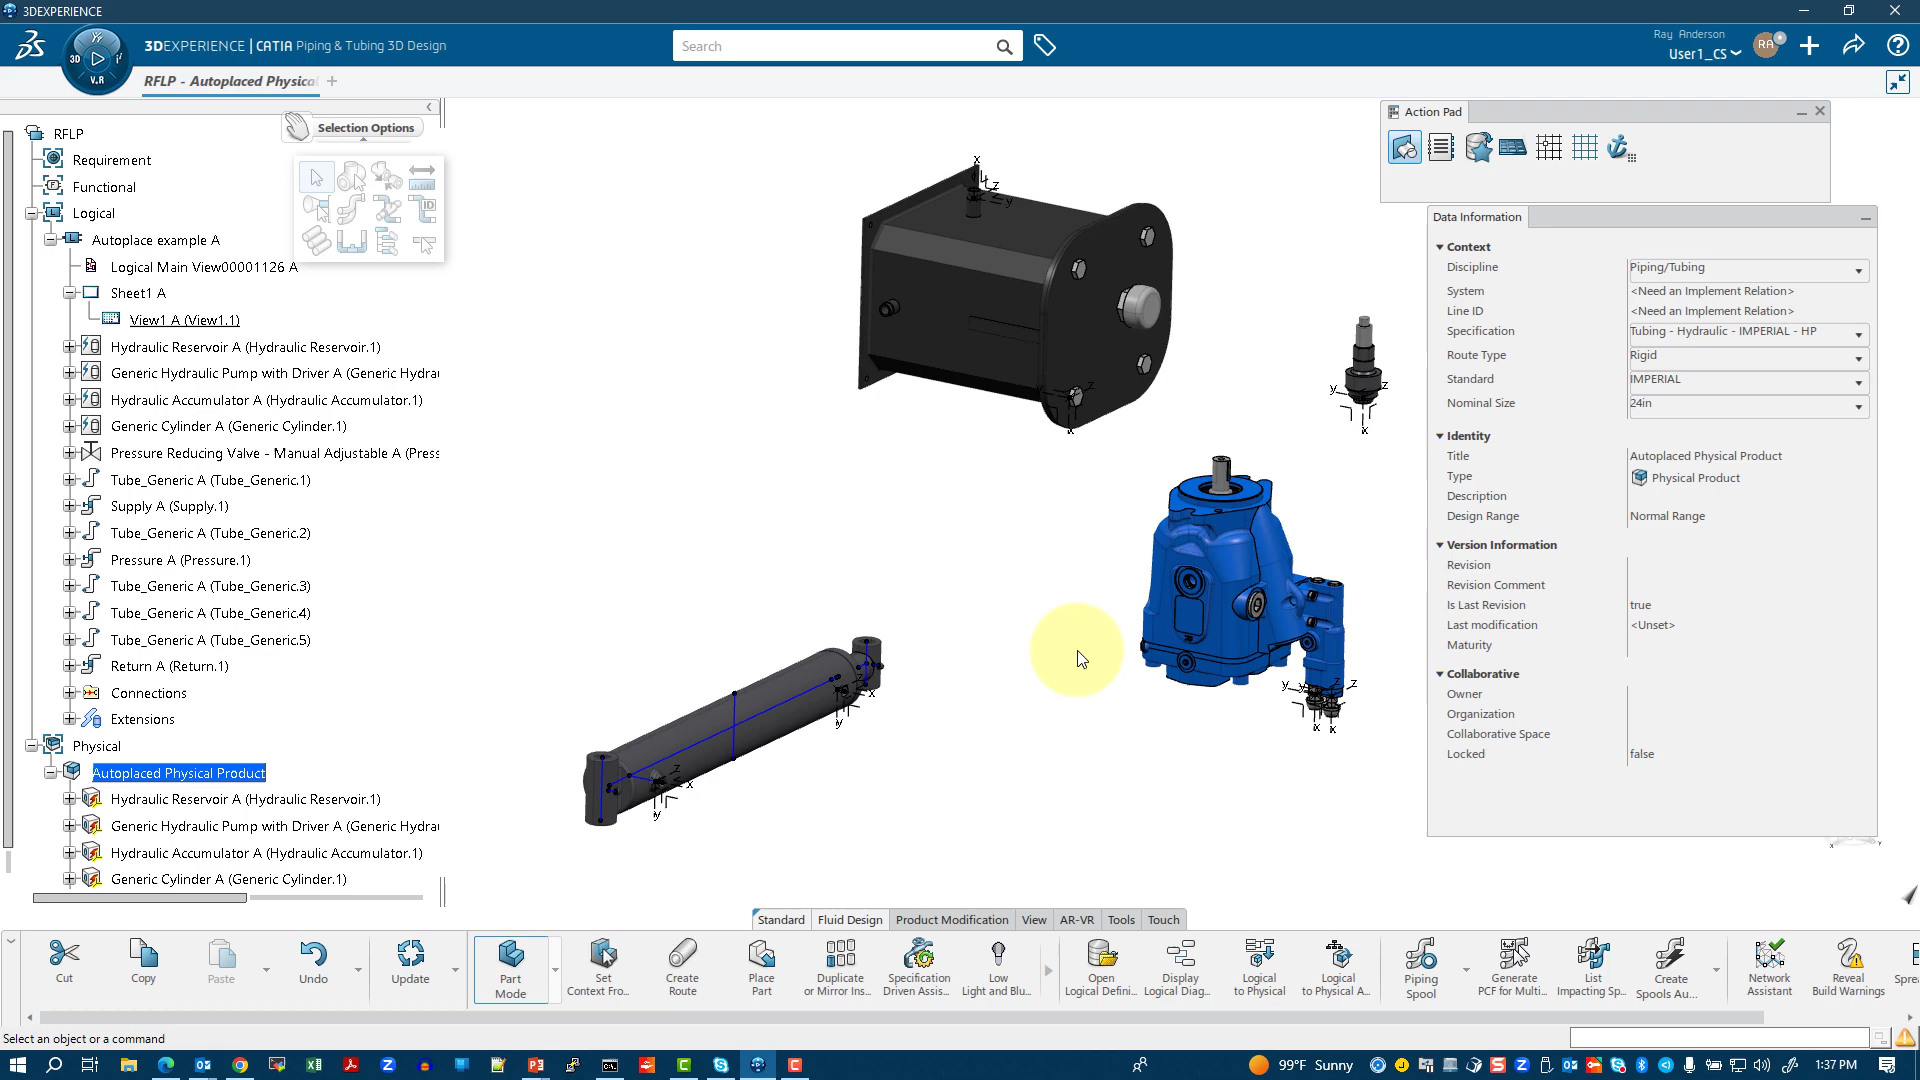 3DEXPERIENCE
3DEXPERIENCE | CATIA Piping & Tubing 3D Design
3D
V.R
Search
Ray Anderson
User1_CS
RA
RFLP - Autoplaced Physica
RFLP
Requirement
Functional
Logical
Autoplace example A
Logical Main View00001126 A
Sheet1 A
View1 A (View1.1)
Hydraulic Reservoir A (Hydraulic Reservoir.1)
Generic Hydraulic Pump with Driver A (Generic Hydra
Hydraulic Accumulator A (Hydraulic Accumulator.1)
Generic Cylinder A (Generic Cylinder.1)
Pressure Reducing Valve - Manual Adjustable A (Press
Tube_Generic A (Tube_Generic.1)
Supply A (Supply.1)
Tube_Generic A (Tube_Generic.2)
Pressure A (Pressure.1)
Tube_Generic A (Tube_Generic.3)
Tube_Generic A (Tube_Generic.4)
Tube_Generic A (Tube_Generic.5)
Return A (Return.1)
Connections
Extensions
Physical
Autoplaced Physical Product
Hydraulic Reservoir A (Hydraulic Reservoir.1)
Generic Hydraulic Pump with Driver A (Generic Hydra
Hydraulic Accumulator A (Hydraulic Accumulator.1)
Generic Cylinder A (Generic Cylinder.1)
Selection Options
Action Pad
Data Information
Context
Discipline Piping/Tubing
System <Need an Implement Relation>
Line ID <Need an Implement Relation>
Specification Tubing - Hydraulic - IMPERIAL - HP
Route Type Rigid
Standard IMPERIAL
Nominal Size 24in
Identity
Title Autoplaced Physical Product
Type Physical Product
Description
Design Range Normal Range
Version Information
Revision
Revision Comment
Is Last Revision true
Last modification <Unset>
Maturity
Collaborative
Owner
Organization
Collaborative Space
Locked false
Standard Fluid Design Product Modification View AR-VR Tools Touch
Cut
Copy
Paste
Undo
Update
Part Mode
Set Context Fro...
Create Route
Place Part
Duplicate or Mirror Ins...
Specification Driven Assis...
Low Light and Blu...
Open Logical Defini...
Display Logical Diag...
Logical to Physical
Logical to Physical A...
Piping Spool
Generate PCF for Multi...
List Impacting Sp...
Create Spools Au...
Network Assistant
Reveal Build Warnings
Sprea
Select an object or a command
99°F Sunny
1:37 PM